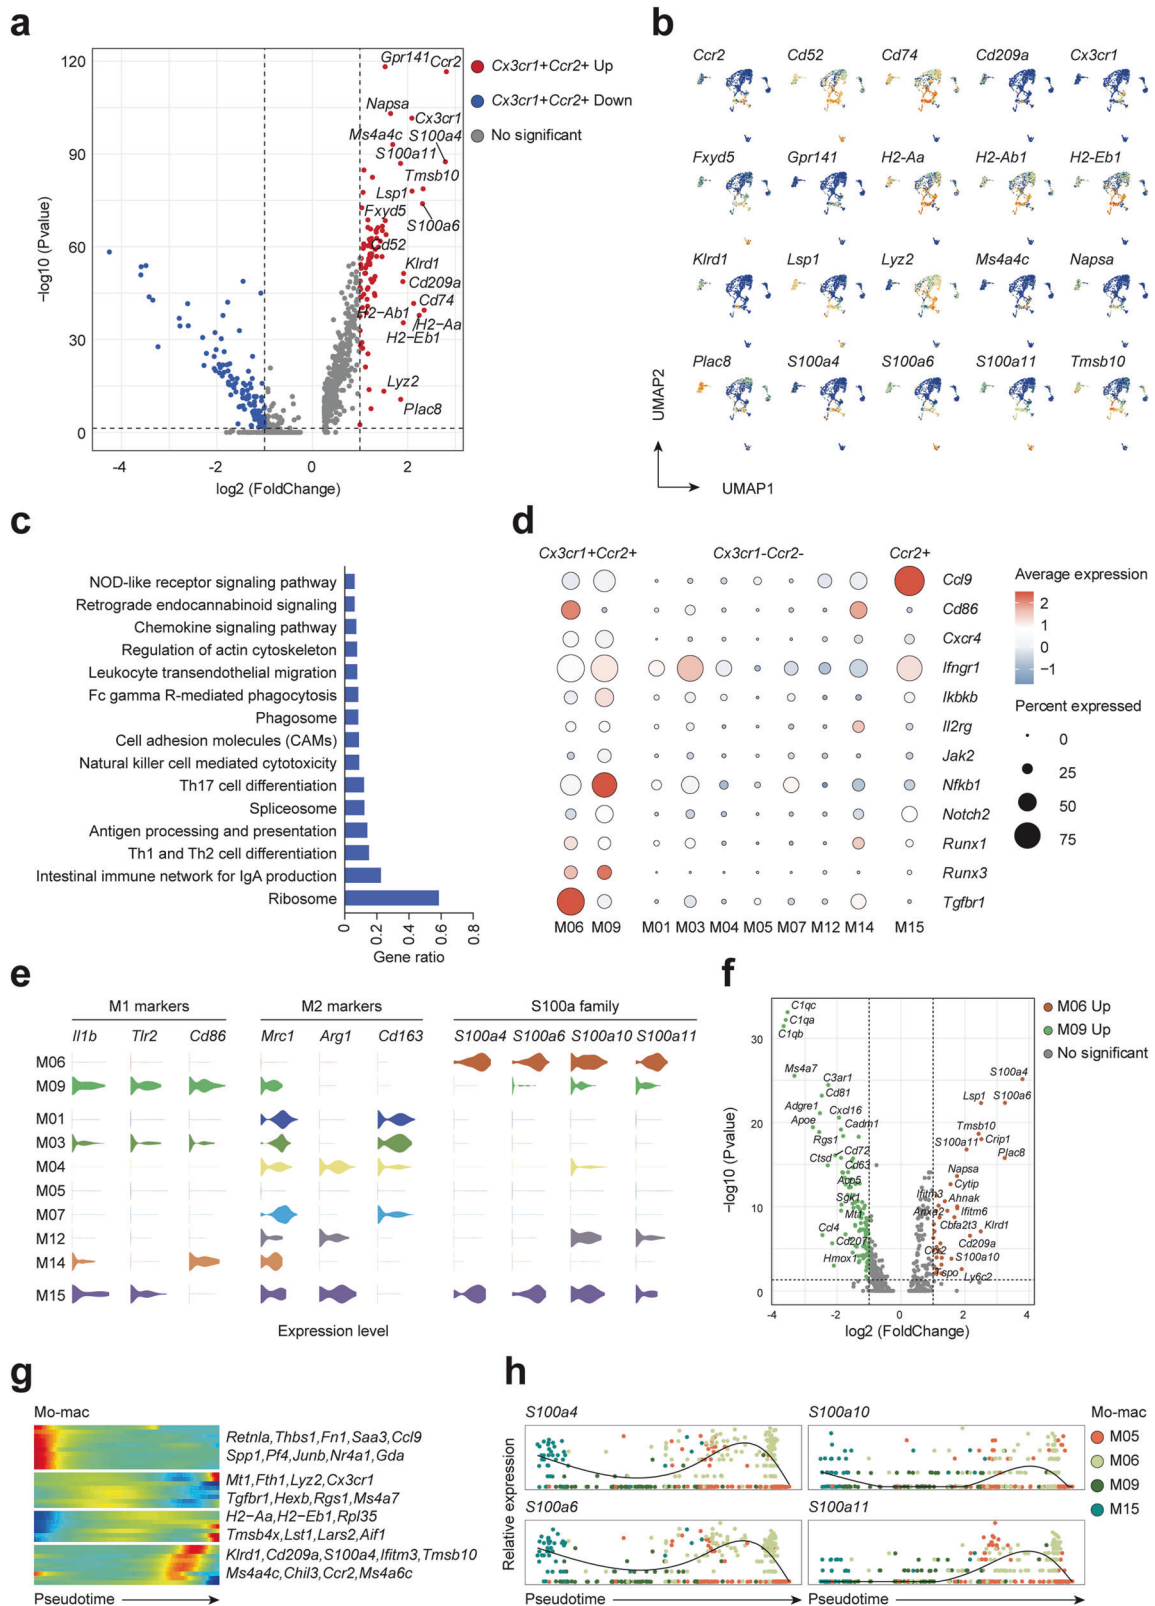 a
Gpr141 Ccr2
Napsa
Cx3cr1
Ms4a4c S100a4
S100a11
Tmsb10
Lsp1
Fxyd5
S100a6
Cd52
Klrd1
Cd209a
Cd74
H2−Ab1
H2−Aa
H2−Eb1
Lyz2
Plac8
120
90
60
30
0
−log10 (Pvalue)
-4 -2 0 2
log2 (FoldChange)
Cx3cr1+Ccr2+ Up
Cx3cr1+Ccr2+ Down
No significant
b
Ccr2 Cd52 Cd74 Cd209a Cx3cr1
Fxyd5 Gpr141 H2-Aa H2-Ab1 H2-Eb1
Klrd1 Lsp1 Lyz2 Ms4a4c Napsa
Plac8 S100a4 S100a6 S100a11 Tmsb10
UMAP2
UMAP1
c
NOD-like receptor signaling pathway
Retrograde endocannabinoid signaling
Chemokine signaling pathway
Regulation of actin cytoskeleton
Leukocyte transendothelial migration
Fc gamma R-mediated phagocytosis
Phagosome
Cell adhesion molecules (CAMs)
Natural killer cell mediated cytotoxicity
Th17 cell differentiation
Spliceosome
Antigen processing and presentation
Th1 and Th2 cell differentiation
Intestinal immune network for IgA production
Ribosome
0 0.2 0.4 0.6 0.8
Gene ratio
d
Cx3cr1+Ccr2+ Cx3cr1-Ccr2- Ccr2+
Ccl9
Cd86
Cxcr4
Ifngr1
Ikbkb
Il2rg
Jak2
Nfkb1
Notch2
Runx1
Runx3
Tgfbr1
M06 M09 M01 M03 M04 M05 M07 M12 M14 M15
Average expression
2
1
0
−1
Percent expressed
0
25
50
75
e
M1 markers M2 markers S100a family
Il1b Tlr2 Cd86 Mrc1 Arg1 Cd163 S100a4 S100a6 S100a10 S100a11
M06
M09
M01
M03
M04
M05
M07
M12
M14
M15
Expression level
f
C1qc
C1qa
C1qb
Ms4a7
C3ar1
Cd81
Adgre1
Cxcl16
Apoe
Cadm1
Rgs1
Cd72
Ctsd
Cd63
Acp5
Sgk1
Mt1
Ccl4
Cd207
Hmox1
S100a4
Lsp1 S100a6
Tmsb10
S100a11 Crip1
Plac8
Napsa
Cytip
Ifitm3 Ahnak
Anxa2 Ifitm6
Cbfa2t3 Klrd1
Ccr2 Cd209a
S100a10
Tspo Ly6c2
30
20
10
0
−log10 (Pvalue)
-4 -2 0 2 4
log2 (FoldChange)
M06 Up
M09 Up
No significant
g
Mo-mac
Retnla,Thbs1,Fn1,Saa3,Ccl9
Spp1,Pf4,Junb,Nr4a1,Gda
Mt1,Fth1,Lyz2,Cx3cr1
Tgfbr1,Hexb,Rgs1,Ms4a7
H2−Aa,H2−Eb1,Rpl35
Tmsb4x,Lst1,Lars2,Aif1
Klrd1,Cd209a,S100a4,Ifitm3,Tmsb10
Ms4a4c,Chil3,Ccr2,Ms4a6c
Pseudotime
h
S100a4 S100a10
S100a6 S100a11
Relative expression
Pseudotime Pseudotime
Mo-mac
M05
M06
M09
M15